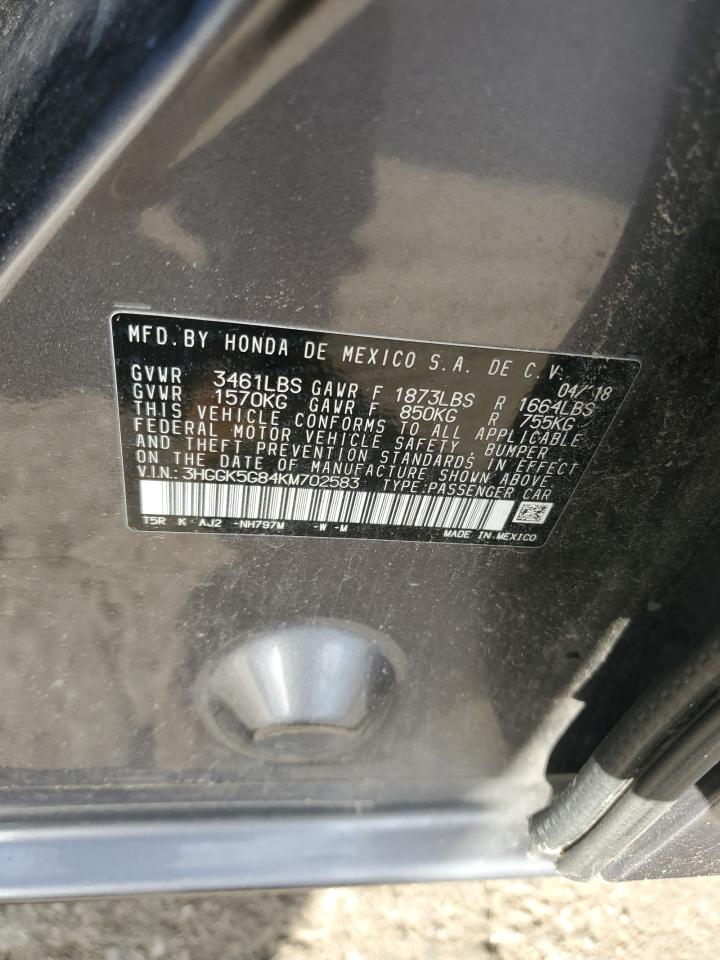 MFD. BY HONDA DE MEXICO S.A. DE C.V.
04/'18
GVWR 3461LBS GAWR F 1873LBS R 1664LBS
GVWR 1570KG GAWR F 850KG R 755KG
THIS VEHICLE CONFORMS TO ALL APPLICABLE
FEDERAL MOTOR VEHICLE SAFETY, BUMPER
AND THEFT PREVENTION STANDARDS IN EFFECT
ON THE DATE OF MANUFACTURE SHOWN ABOVE.
V.I.N.: 3HGGK5G84KM702583 TYPE:PASSENGER CAR
T5R K AJ2 -NH797M -W -M
MADE IN MEXICO